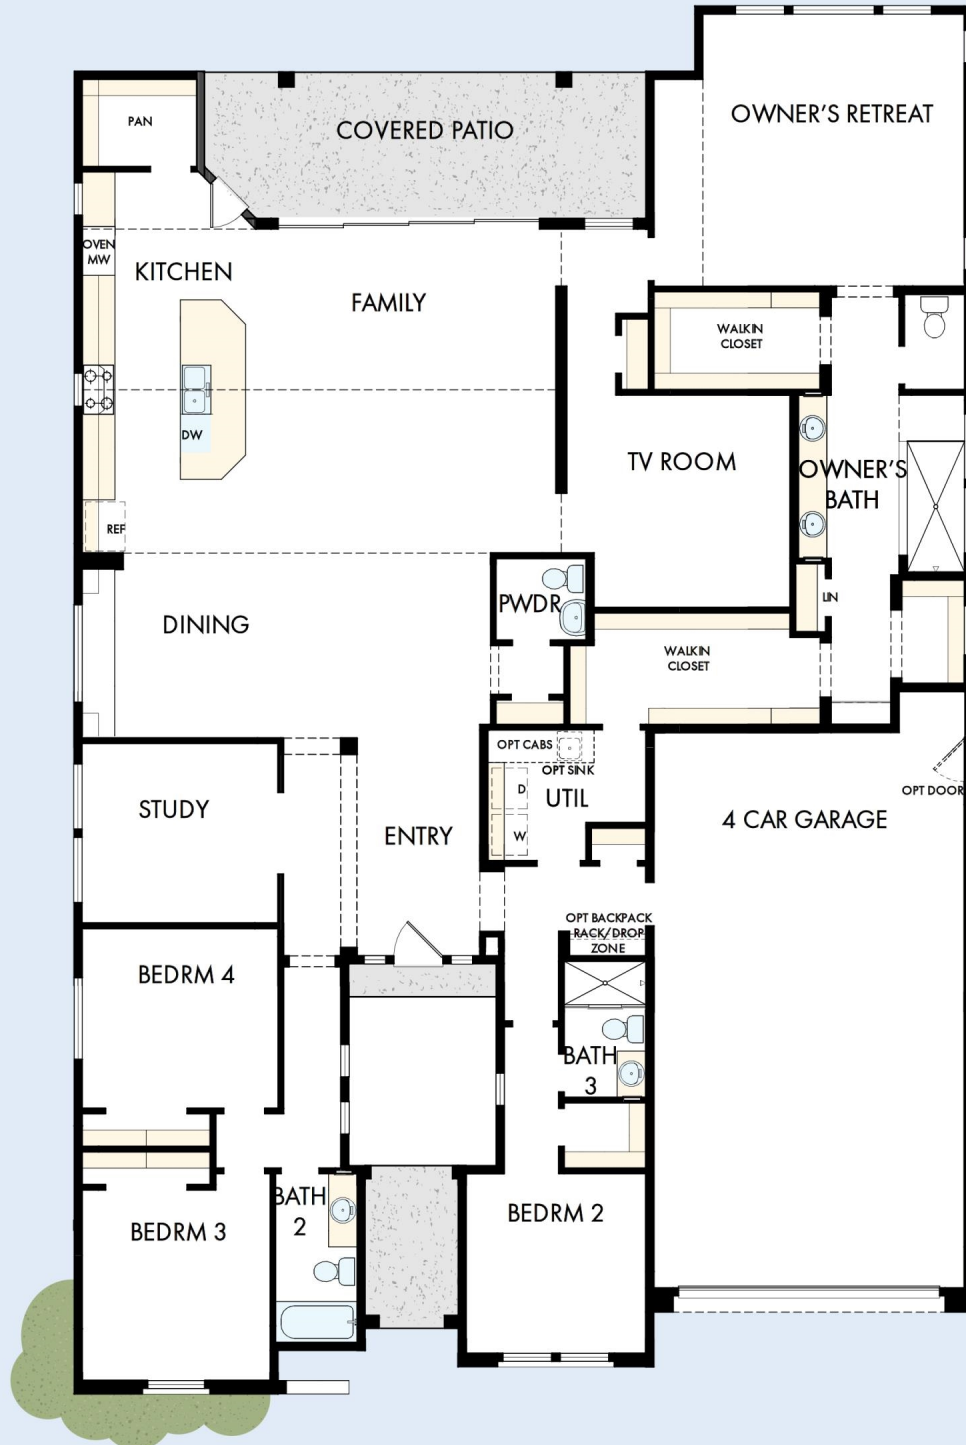 OWNER'S RETREAT
PAN
COVERED PATIO
OVEN
MW
KITCHEN
FAMILY
WALKIN
CLOSET
DW
TV ROOM
OWNER'S
BATH
REF
PWDR
LIN
DINING
WALKIN
CLOSET
OPT CABS
OPT SINK
D
UTIL
W
OPT DOOR
STUDY
ENTRY
4 CAR GARAGE
OPT BACKPACK
RACK/DROP
ZONE
BEDRM 4
BATH
3
BATH
2
BEDRM 2
BEDRM 3